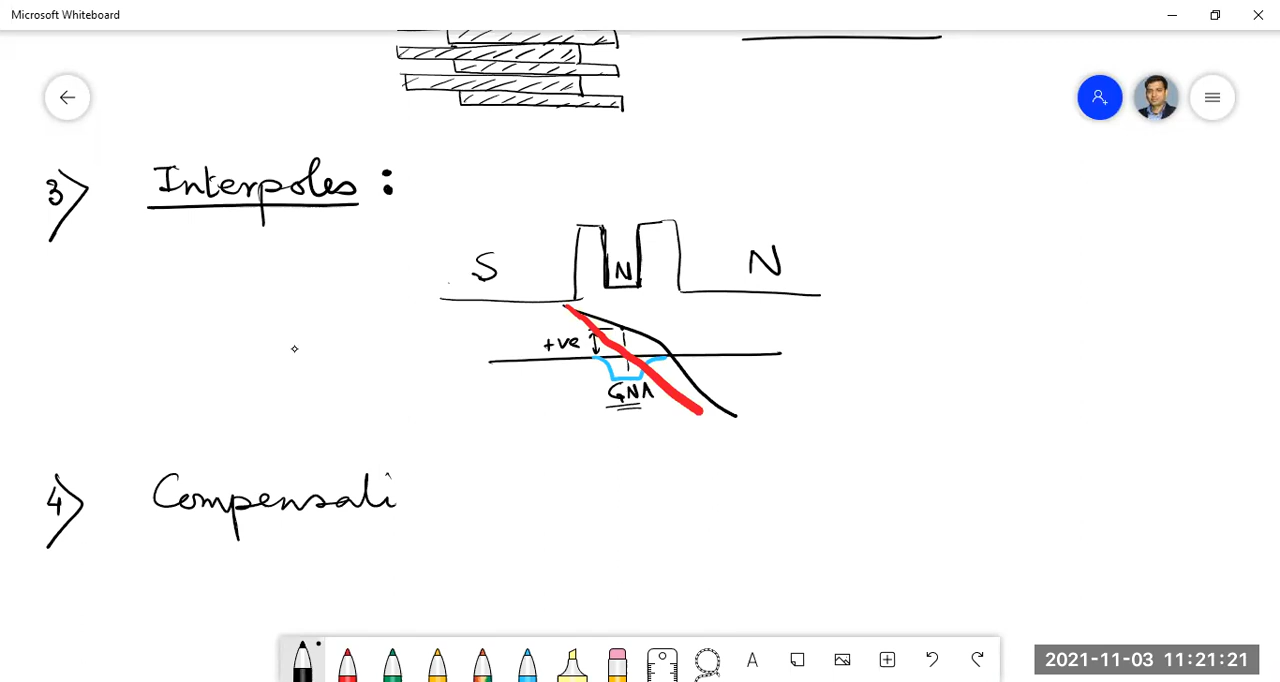 Microsoft Whiteboard
3) Interpoles :
S N N
+ve
GNA
4) Compensati
2021-11-03 11:21:21